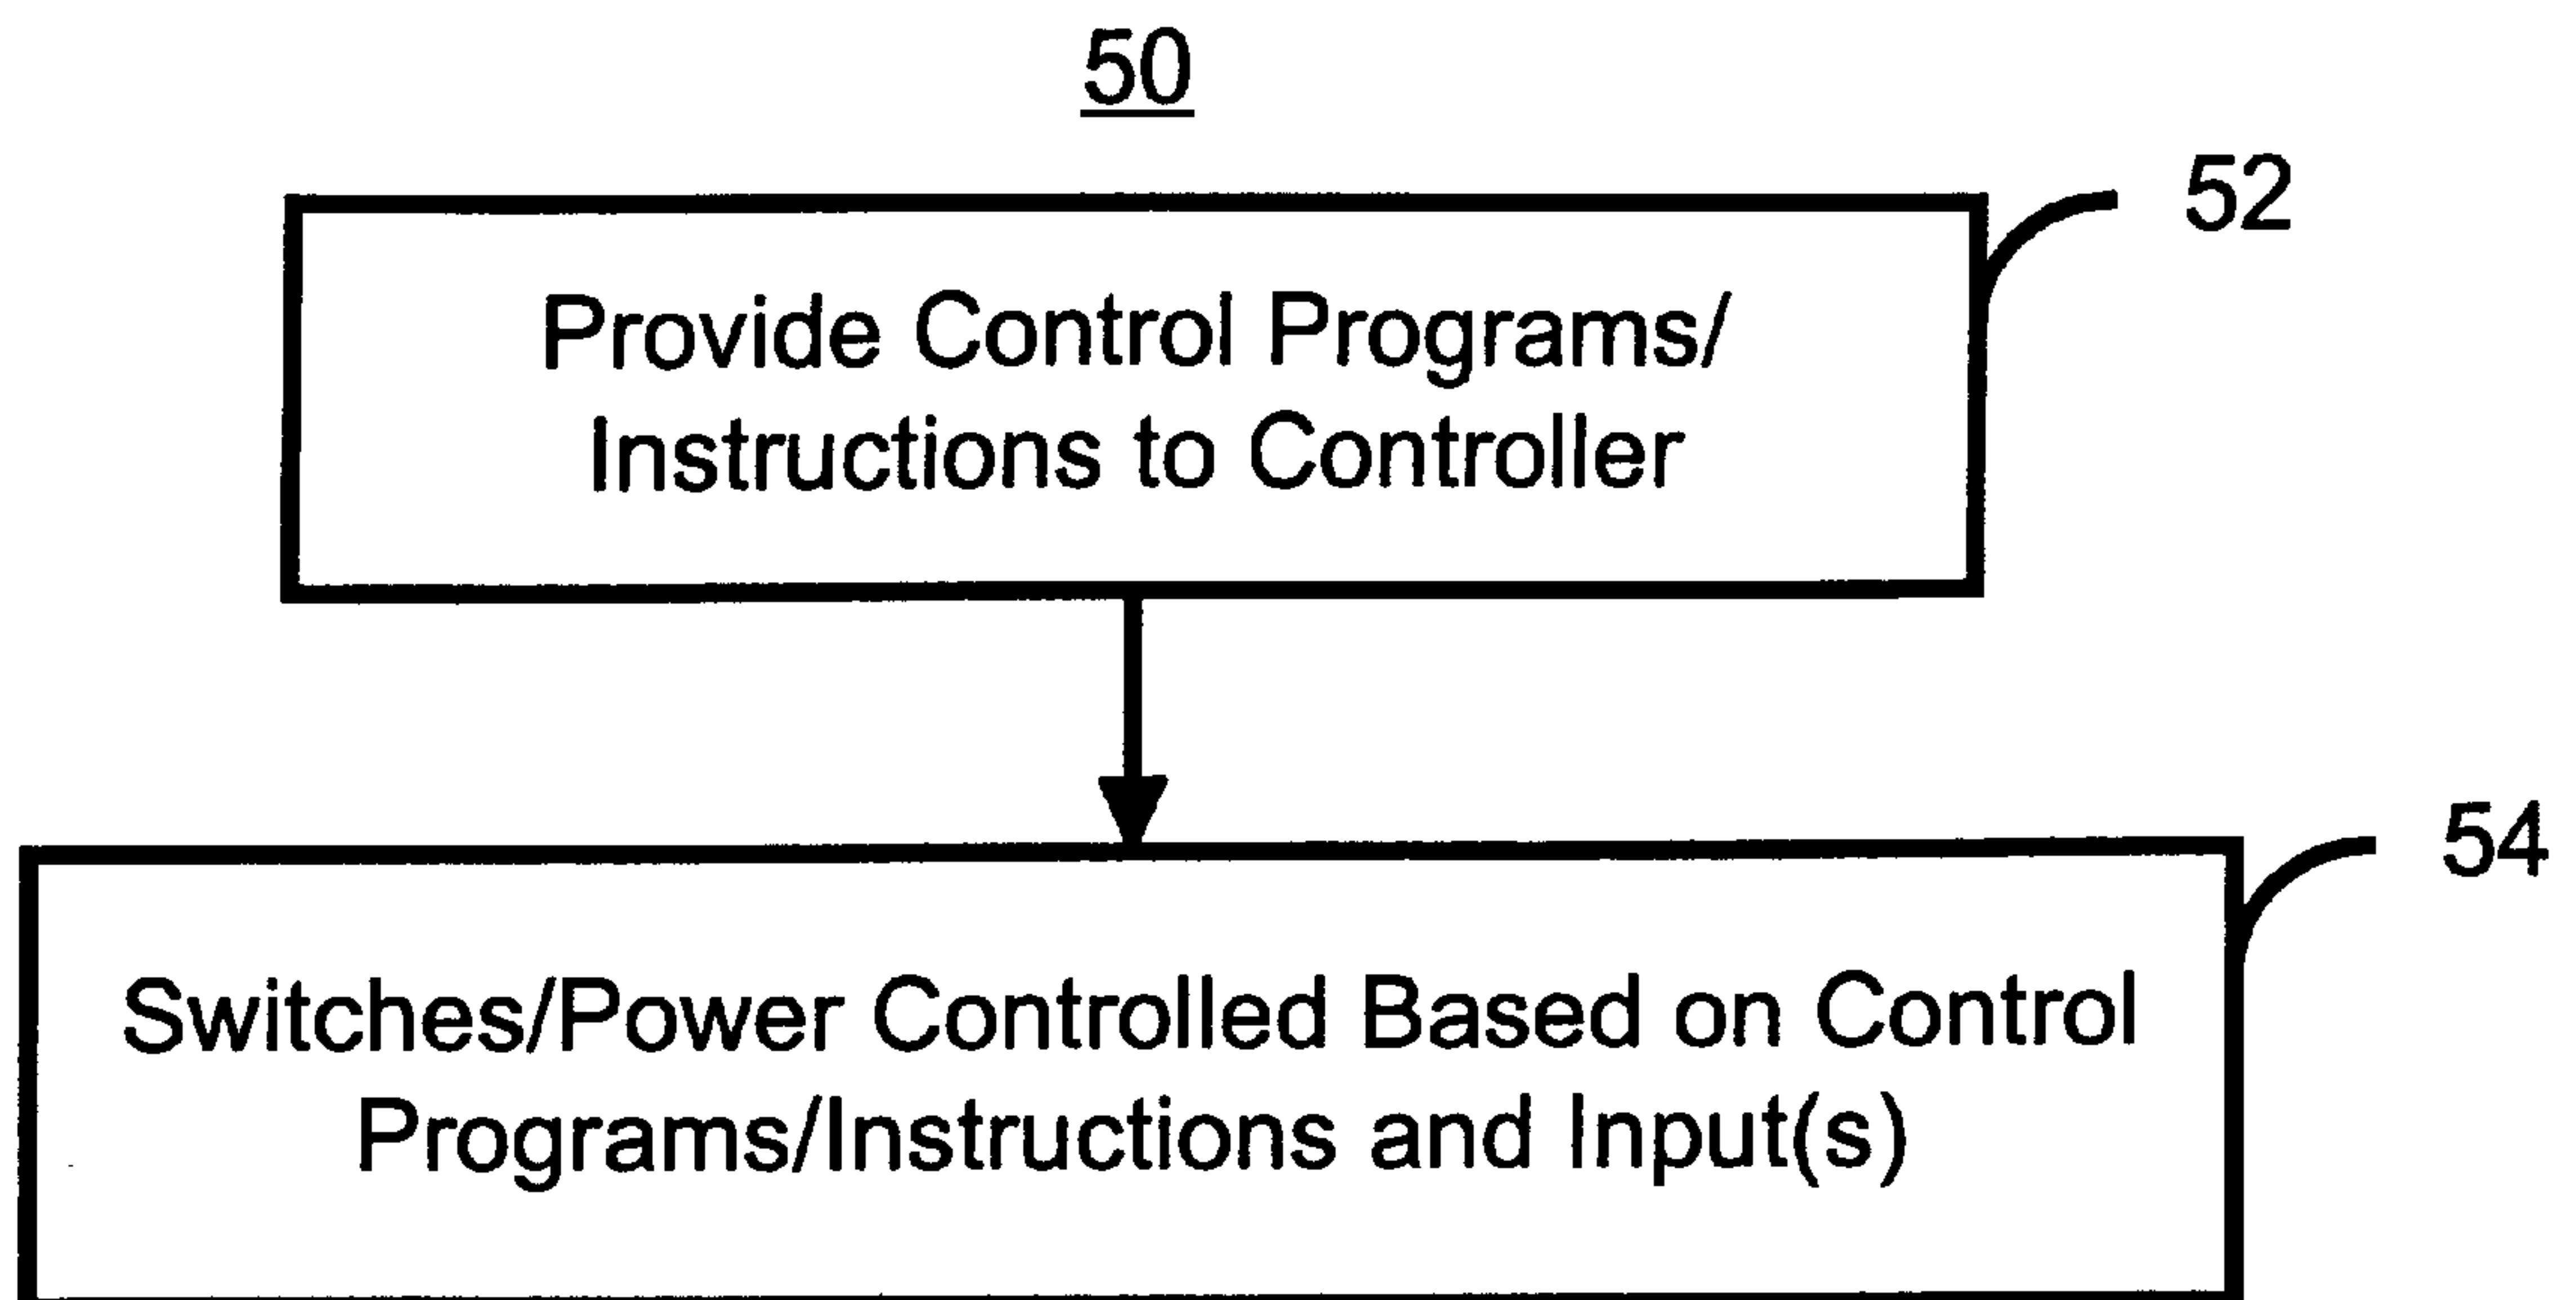 50
52
Provide Control Programs/
Instructions to Controller
54
Switches/Power Controlled Based on Control
Programs/Instructions and Input(s)